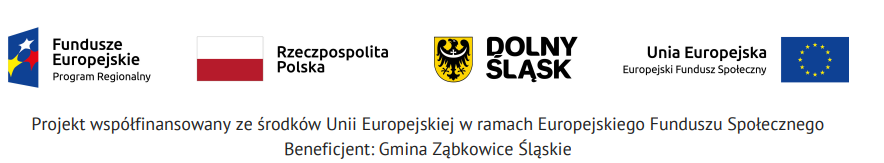 Fundusze
Europejskie
Program Regionalny
Rzeczpospolita
Polska
DOLNY
ŚLĄSK
Unia Europejska
Europejski Fundusz Społeczny
Projekt współfinansowany ze środków Unii Europejskiej w ramach Europejskiego Funduszu Społecznego
Beneficjent: Gmina Ząbkowice Śląskie